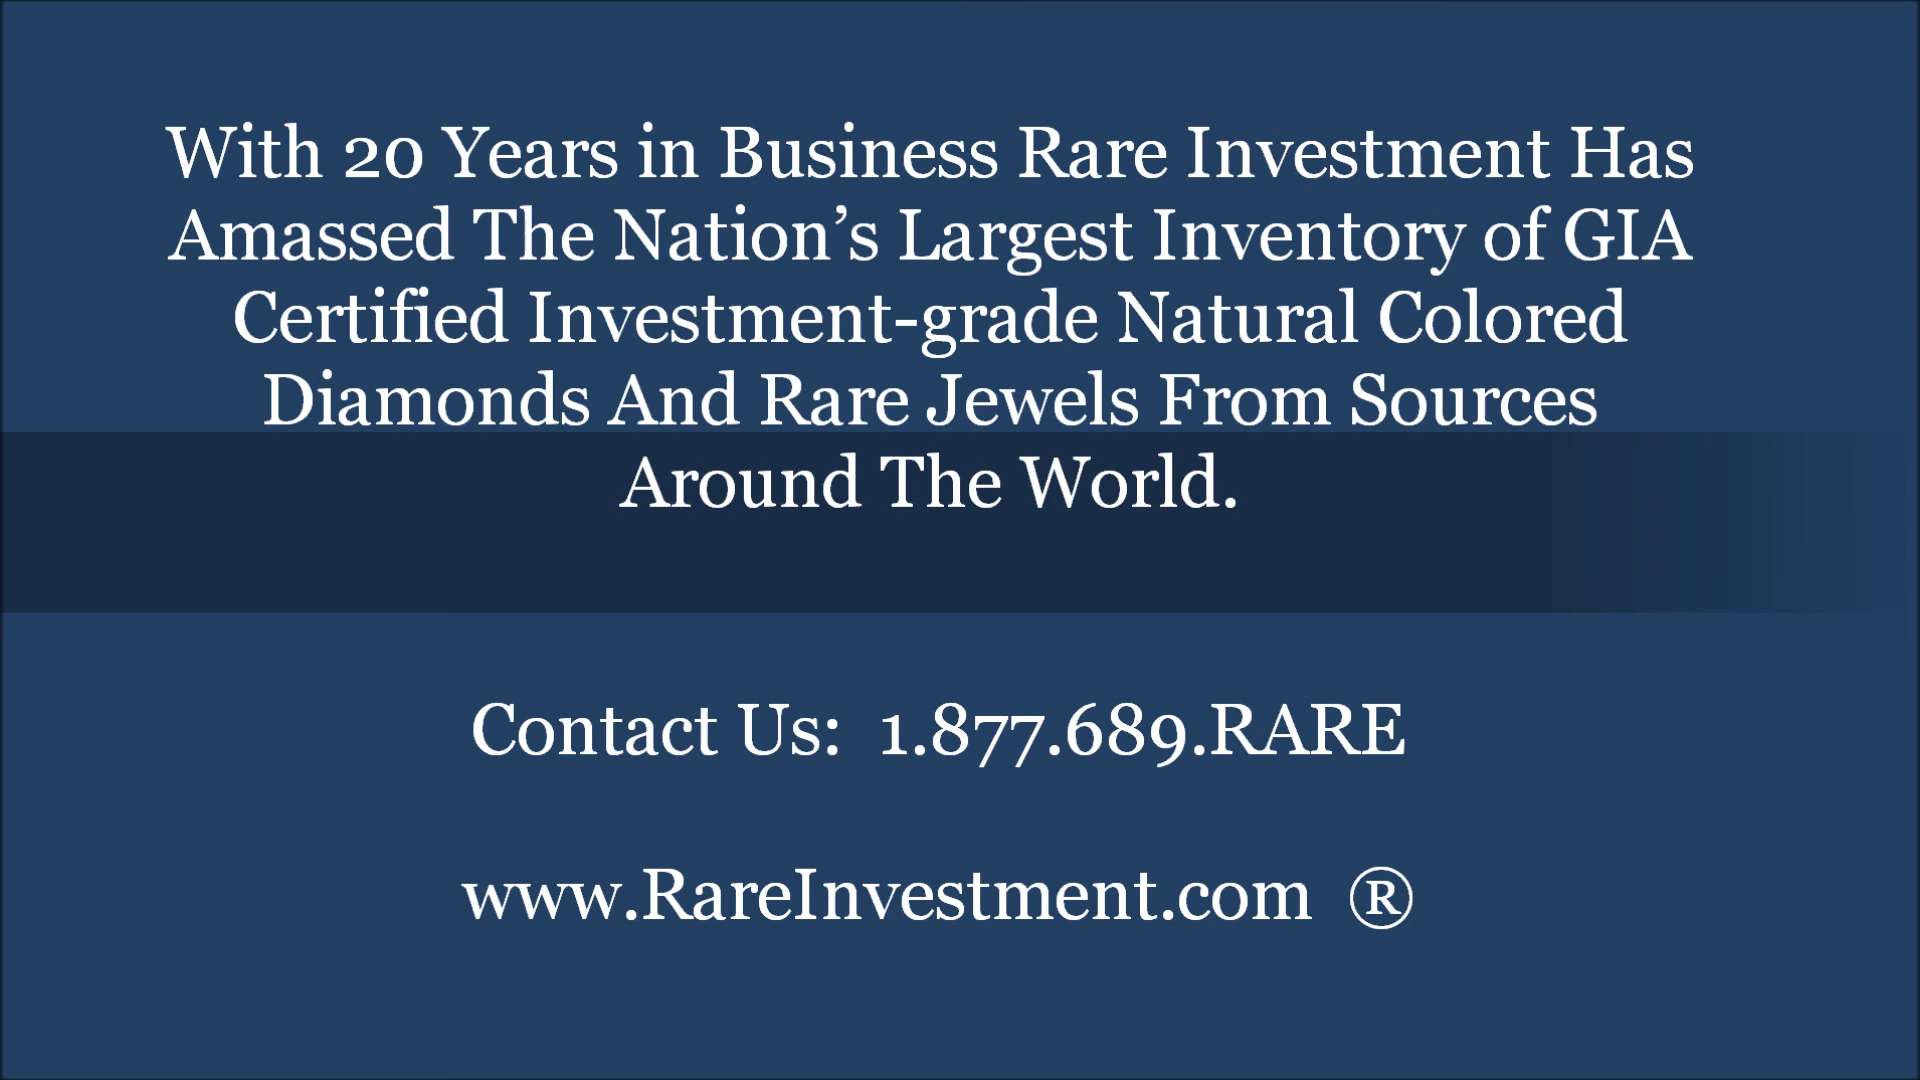 With 20 Years in Business Rare Investment Has
Amassed The Nation’s Largest Inventory of GIA
Certified Investment-grade Natural Colored
Diamonds And Rare Jewels From Sources
Around The World.
Contact Us:  1.877.689.RARE
www.RareInvestment.com  ®